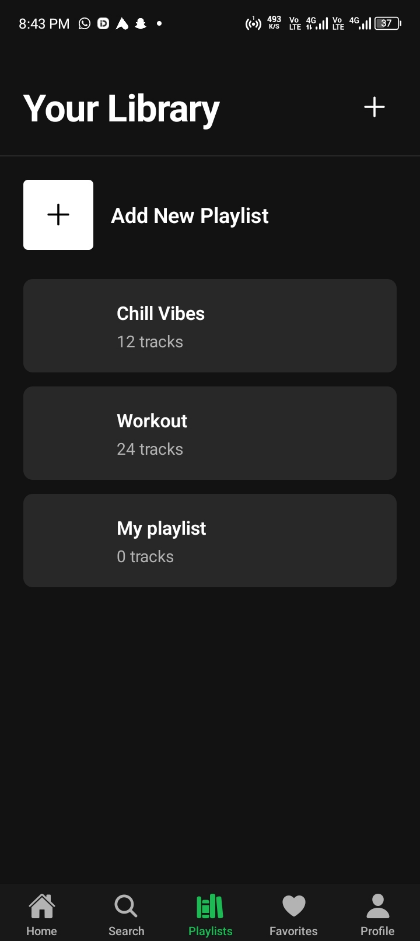 8:43 PM 493 K/S Vo LTE 4G Vo LTE 4G 37
Your Library
Add New Playlist
Chill Vibes
12 tracks
Workout
24 tracks
My playlist
0 tracks
Home Search Playlists Favorites Profile